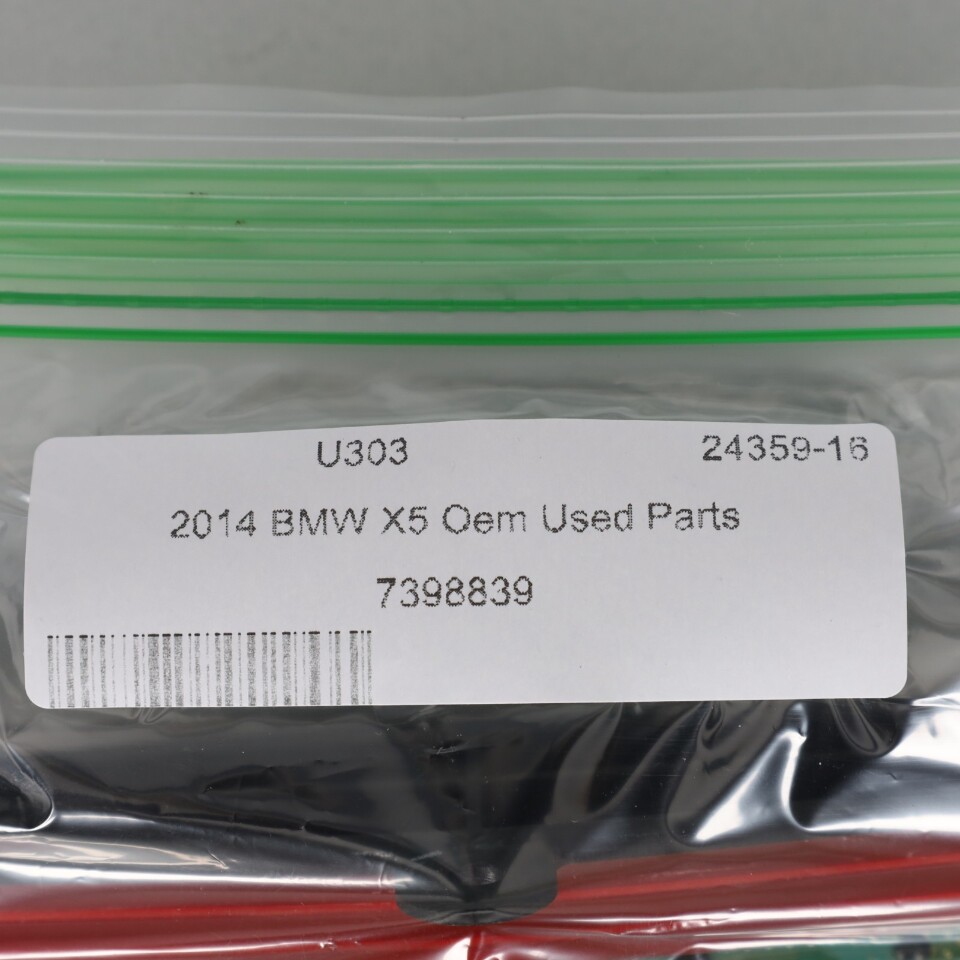 U303 24359-16
2014 BMW X5 Oem Used Parts
7398839